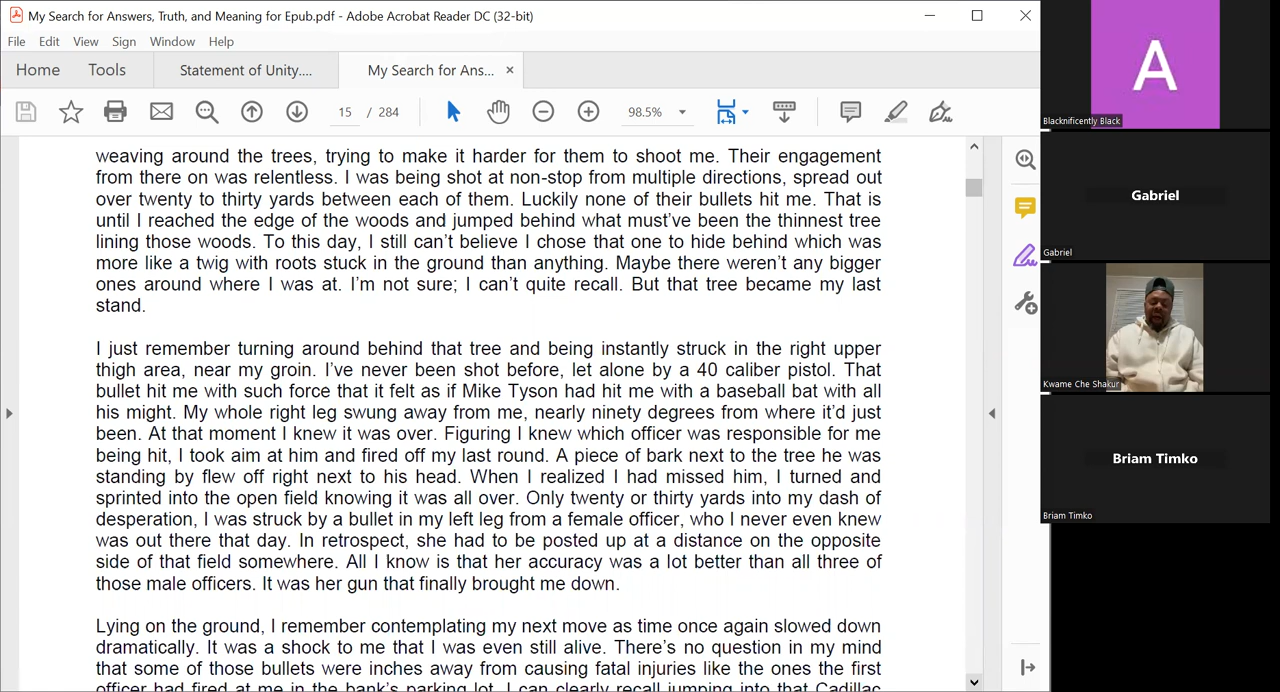 My Search for Answers, Truth, and Meaning for Epub.pdf - Adobe Acrobat Reader DC (32-bit)
File Edit View Sign Window Help
Home Tools Statement of Unity.... My Search for Ans... ×
15 / 284 98.5%
weaving around the trees, trying to make it harder for them to shoot me. Their engagement
from there on was relentless. I was being shot at non-stop from multiple directions, spread out
over twenty to thirty yards between each of them. Luckily none of their bullets hit me. That is
until I reached the edge of the woods and jumped behind what must've been the thinnest tree
lining those woods. To this day, I still can't believe I chose that one to hide behind which was
more like a twig with roots stuck in the ground than anything. Maybe there weren't any bigger
ones around where I was at. I'm not sure; I can't quite recall. But that tree became my last
stand.
I just remember turning around behind that tree and being instantly struck in the right upper
thigh area, near my groin. I've never been shot before, let alone by a 40 caliber pistol. That
bullet hit me with such force that it felt as if Mike Tyson had hit me with a baseball bat with all
his might. My whole right leg swung away from me, nearly ninety degrees from where it'd just
been. At that moment I knew it was over. Figuring I knew which officer was responsible for me
being hit, I took aim at him and fired off my last round. A piece of bark next to the tree he was
standing by flew off right next to his head. When I realized I had missed him, I turned and
sprinted into the open field knowing it was all over. Only twenty or thirty yards into my dash of
desperation, I was struck by a bullet in my left leg from a female officer, who I never even knew
was out there that day. In retrospect, she had to be posted up at a distance on the opposite
side of that field somewhere. All I know is that her accuracy was a lot better than all three of
those male officers. It was her gun that finally brought me down.
Lying on the ground, I remember contemplating my next move as time once again slowed down
dramatically. It was a shock to me that I was even still alive. There's no question in my mind
that some of those bullets were inches away from causing fatal injuries like the ones the first
officer had fired at me in the bank's parking lot. I can clearly recall jumping into that Cadillac
A
Blacknificently Black
Gabriel
Gabriel
Kwame Che Shakur
Briam Timko
Briam Timko